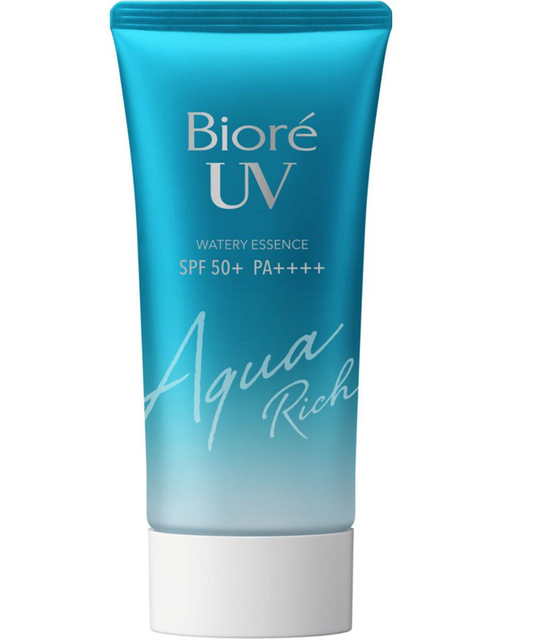 Bioré
UV
WATERY ESSENCE
SPF 50+ PA++++
Aqua
Rich